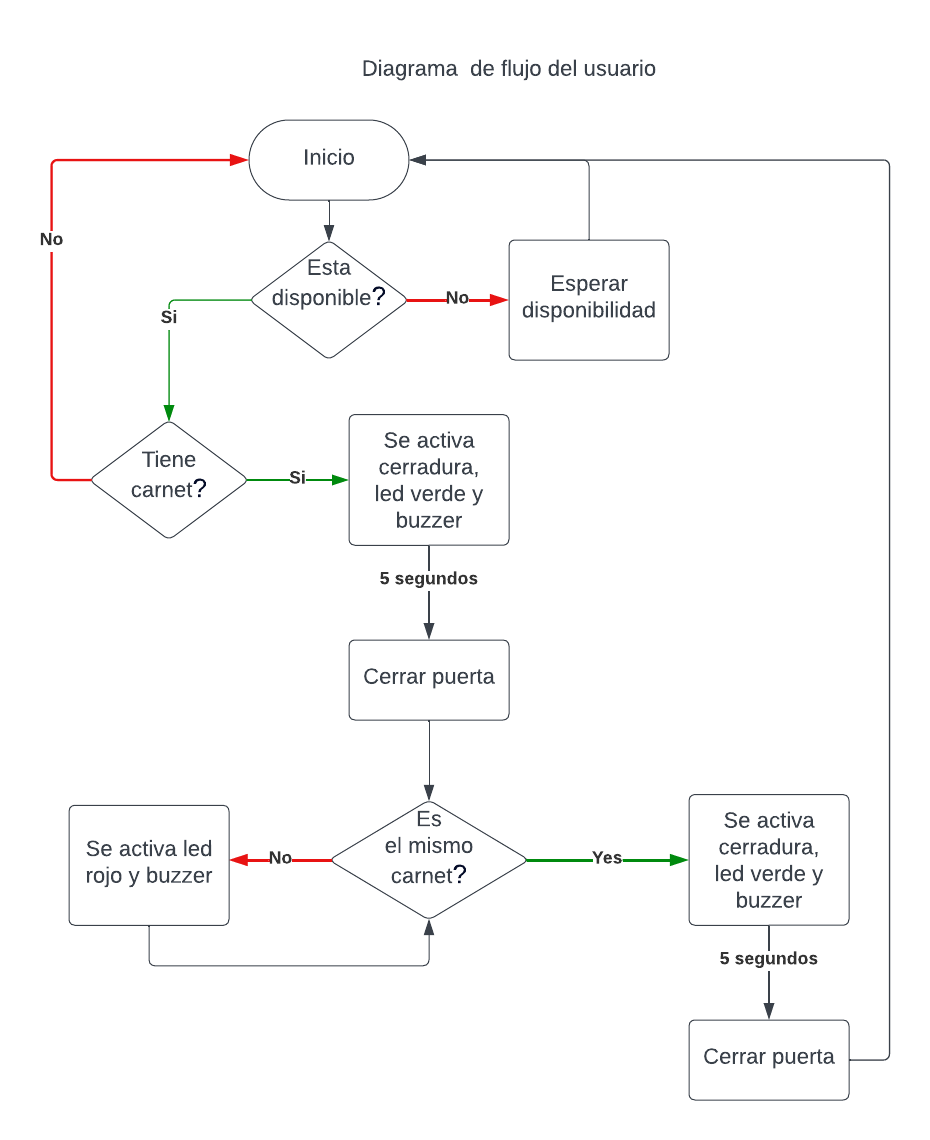 Diagrama  de flujo del usuario
Inicio
No
Esta
disponible?
No
Esperar
disponibilidad
Si
Tiene
carnet?
Si
Se activa
cerradura,
led verde y
buzzer
5 segundos
Cerrar puerta
Es
el mismo
carnet?
No
Se activa led
rojo y buzzer
Yes
Se activa
cerradura,
led verde y
buzzer
5 segundos
Cerrar puerta